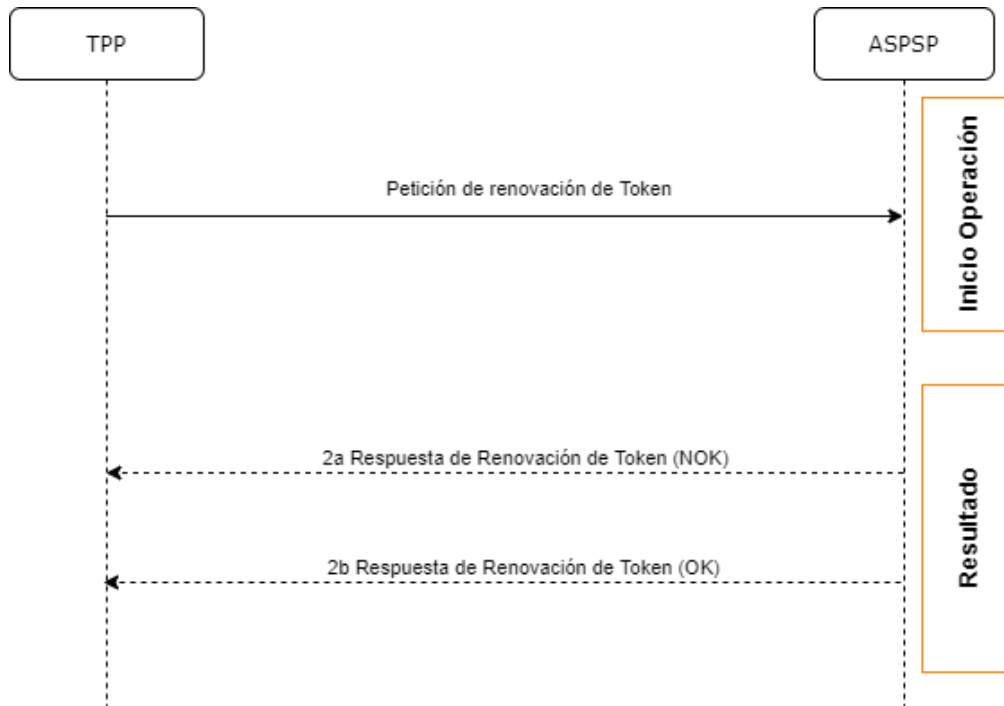 TPP
ASPSP
Petición de renovación de Token
Inicio Operación
2a Respuesta de Renovación de Token (NOK)
2b Respuesta de Renovación de Token (OK)
Resultado